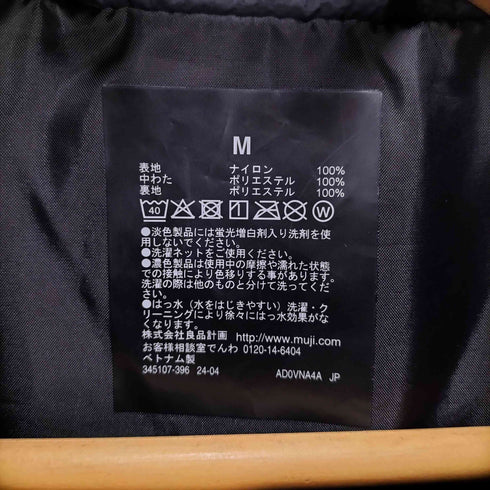 M
表地 ナイロン 100%
中わた ポリエステル 100%
裏地 ポリエステル 100%
40 W
●淡色製品には蛍光増白剤入り洗剤を使
用しないでください。
●洗濯ネットをご使用ください。
●濃色製品は使用中の摩擦や濡れた状態
での接触により色移りする事があります。
洗濯の際は他のものと分けて洗ってくだ
さい。
●はっ水（水をはじきやすい）洗濯・ク
リーニングにより徐々にはっ水効果がな
くなります。
株式会社良品計画 http://www.muji.com
お客様相談室でんわ 0120-14-6404
ベトナム製
345107-396 24-04 AD0VNA4A JP